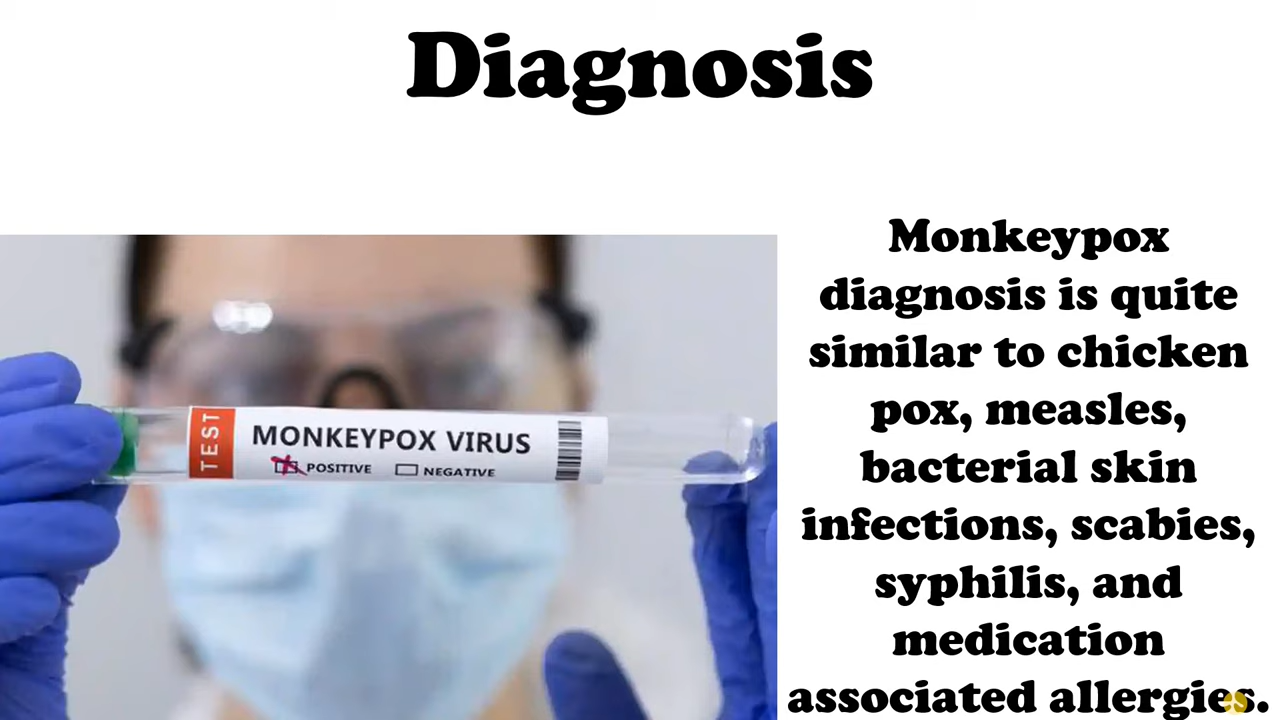 Diagnosis
Monkeypox
diagnosis is quite
similar to chicken
pox, measles,
bacterial skin
infections, scabies,
syphilis, and
medication
associated allergies.
TEST
MONKEYPOX VIRUS
POSITIVE NEGATIVE